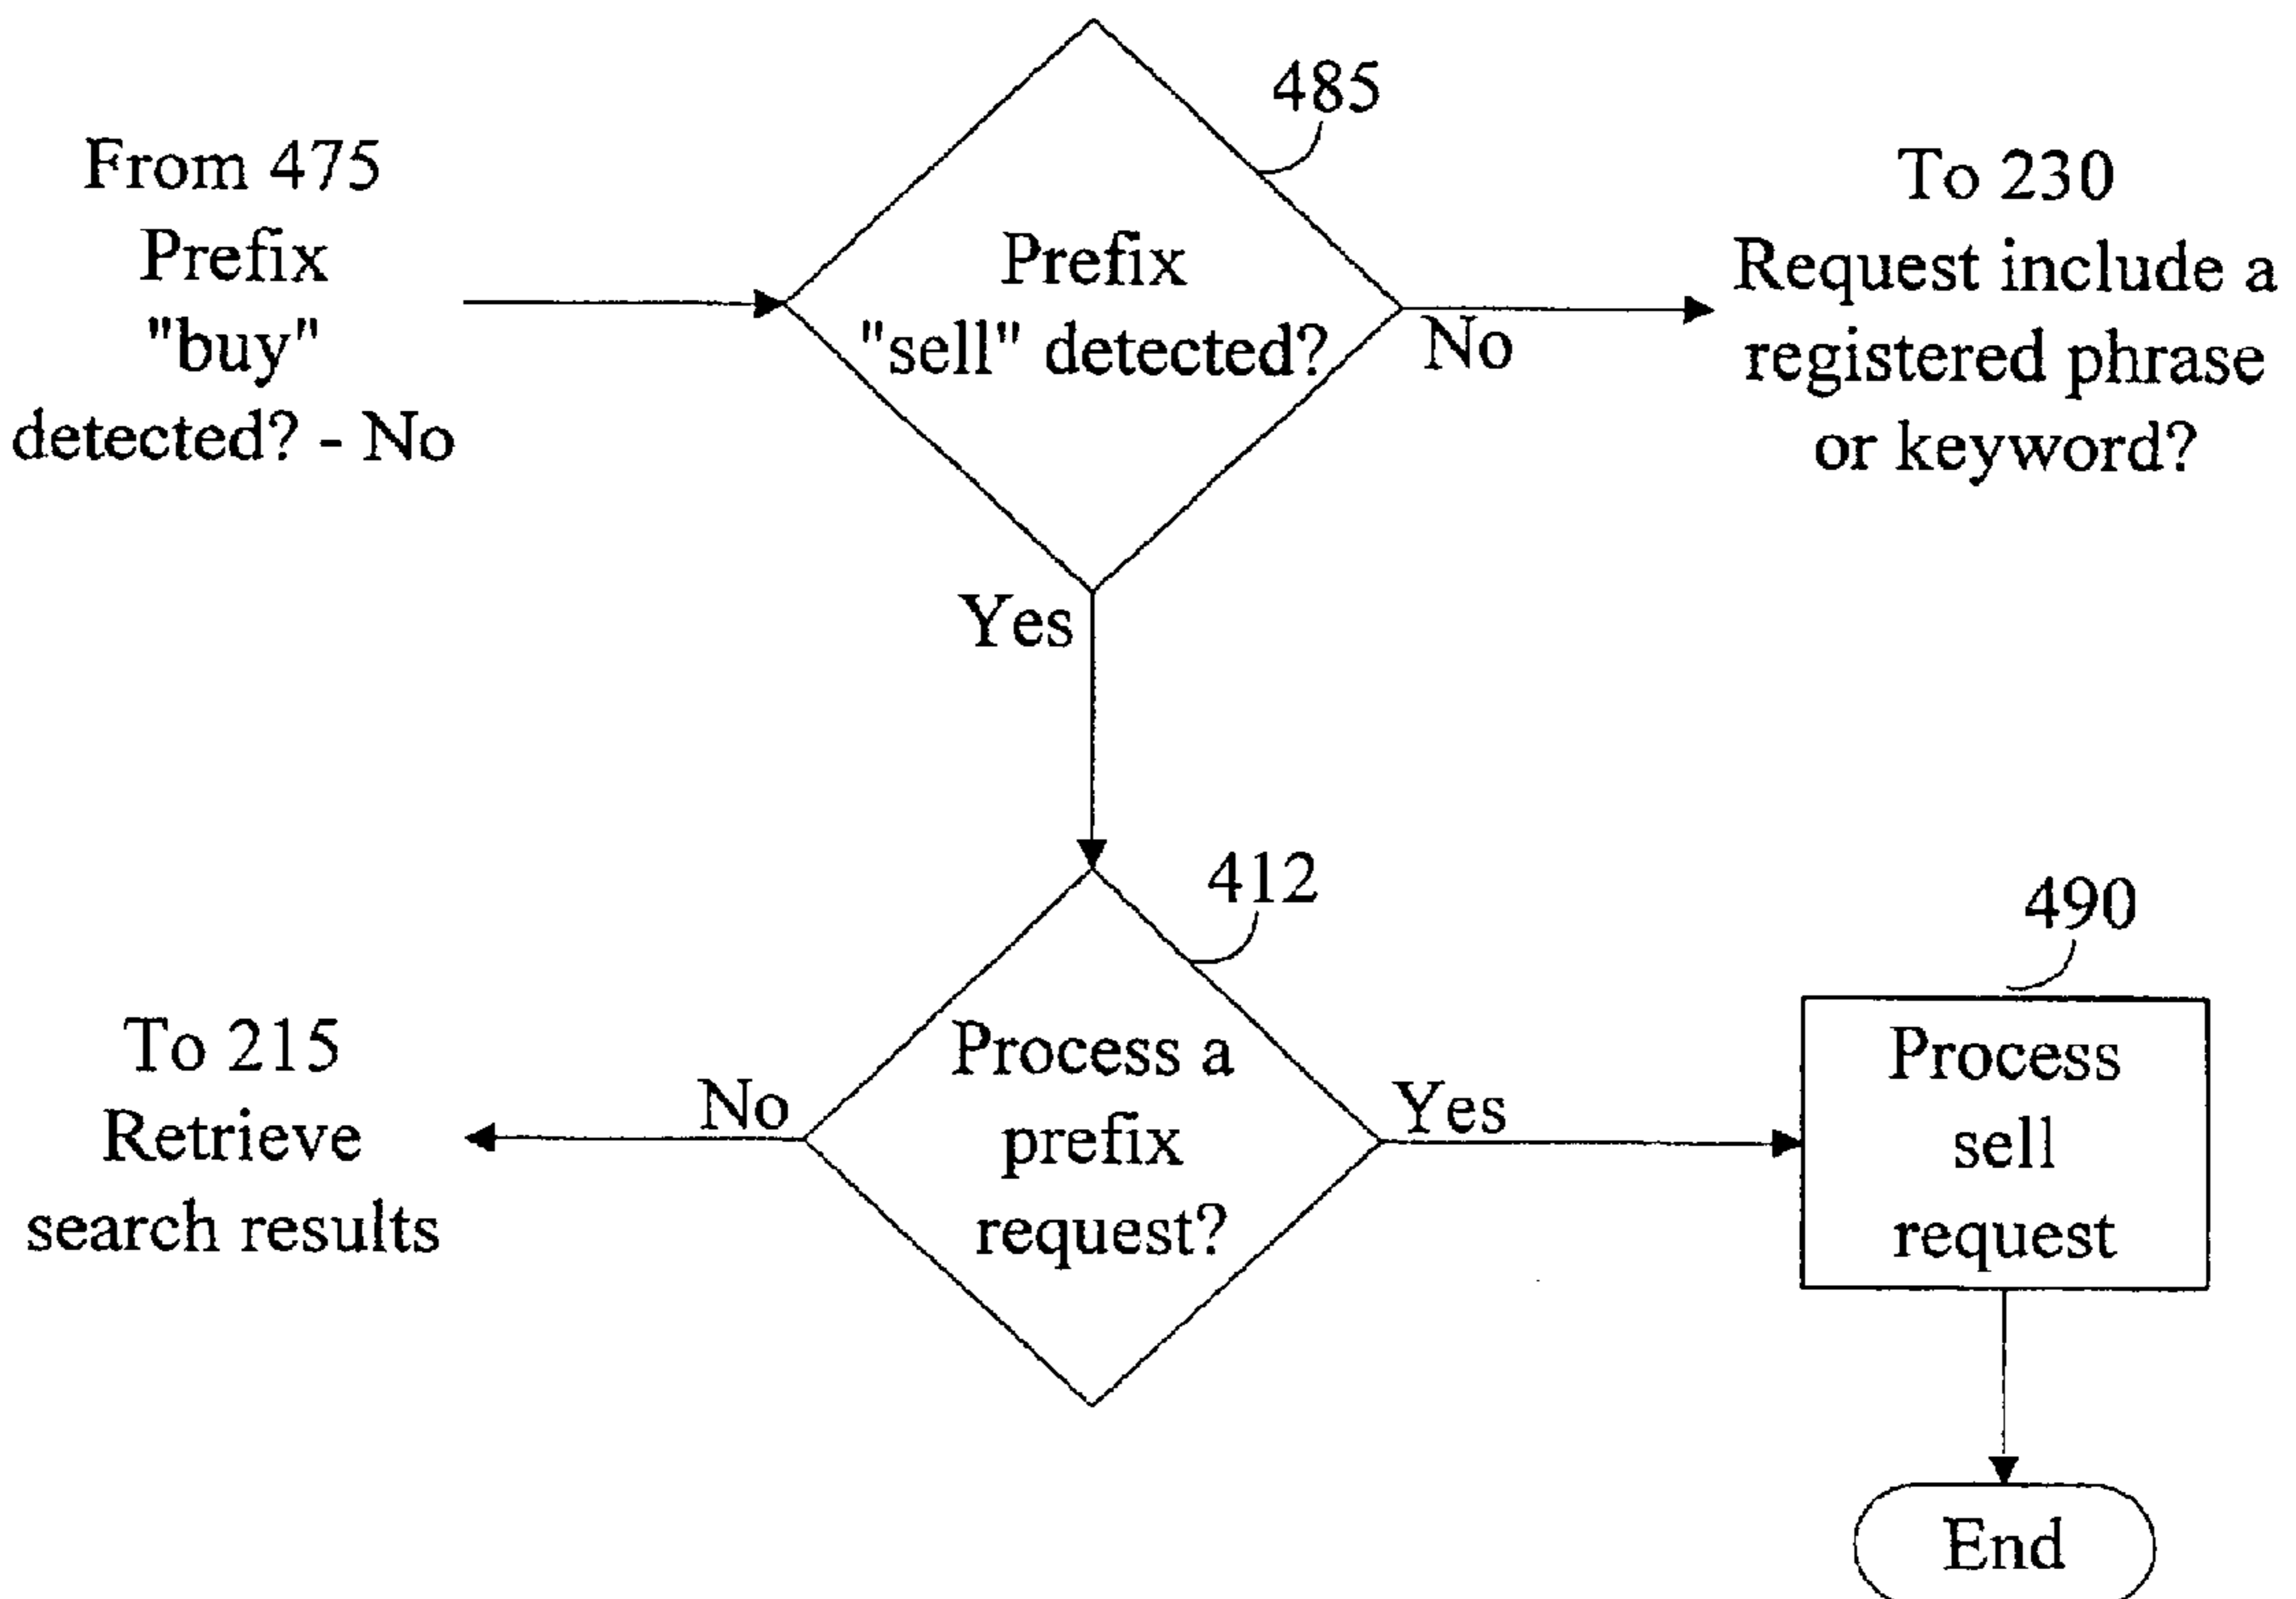 485
From 475
Prefix
"buy"
detected? - No
Prefix
"sell" detected?
No
To 230
Request include a
registered phrase
or keyword?
Yes
412
490
To 215
Retrieve
search results
No
Process a
prefix
request?
Yes
Process
sell
request
End